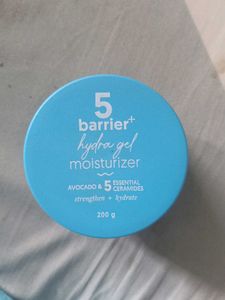 5
barrier+
hydra gel
moisturizer
AVOCADO & 5 ESSENTIAL CERAMIDES
strengthen + hydrate
200 g